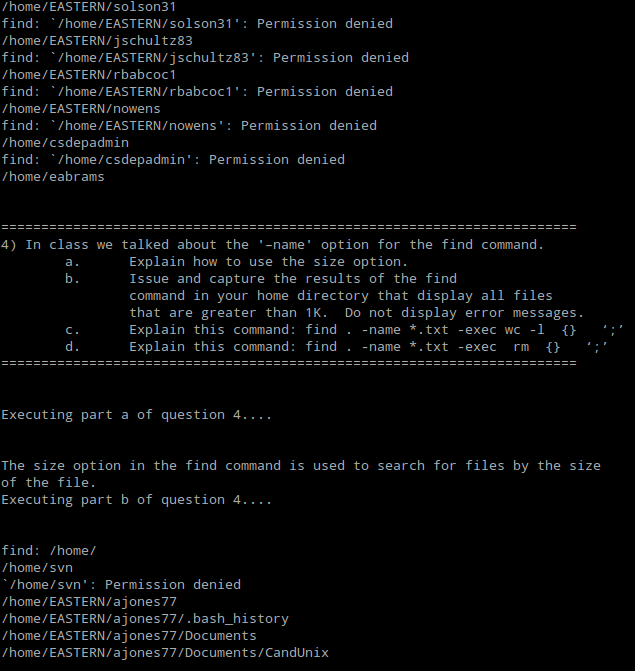 /home/EASTERN/solson31
find: `/home/EASTERN/solson31': Permission denied
/home/EASTERN/jschultz83
find: `/home/EASTERN/jschultz83': Permission denied
/home/EASTERN/rbabcoc1
find: `/home/EASTERN/rbabcoc1': Permission denied
/home/EASTERN/nowens
find: `/home/EASTERN/nowens': Permission denied
/home/csdepadmin
find: `/home/csdepadmin': Permission denied
/home/eabrams
========================================================================
4) In class we talked about the '–name' option for the find command.
a. Explain how to use the size option.
b. Issue and capture the results of the find
command in your home directory that display all files
that are greater than 1K. Do not display error messages.
c. Explain this command: find . -name *.txt -exec wc -l {} ‘;’
d. Explain this command: find . -name *.txt -exec rm {} ‘;’
========================================================================
Executing part a of question 4....
The size option in the find command is used to search for files by the size
of the file.
Executing part b of question 4....
find: /home/
/home/svn
`/home/svn': Permission denied
/home/EASTERN/ajones77
/home/EASTERN/ajones77/.bash_history
/home/EASTERN/ajones77/Documents
/home/EASTERN/ajones77/Documents/CandUnix